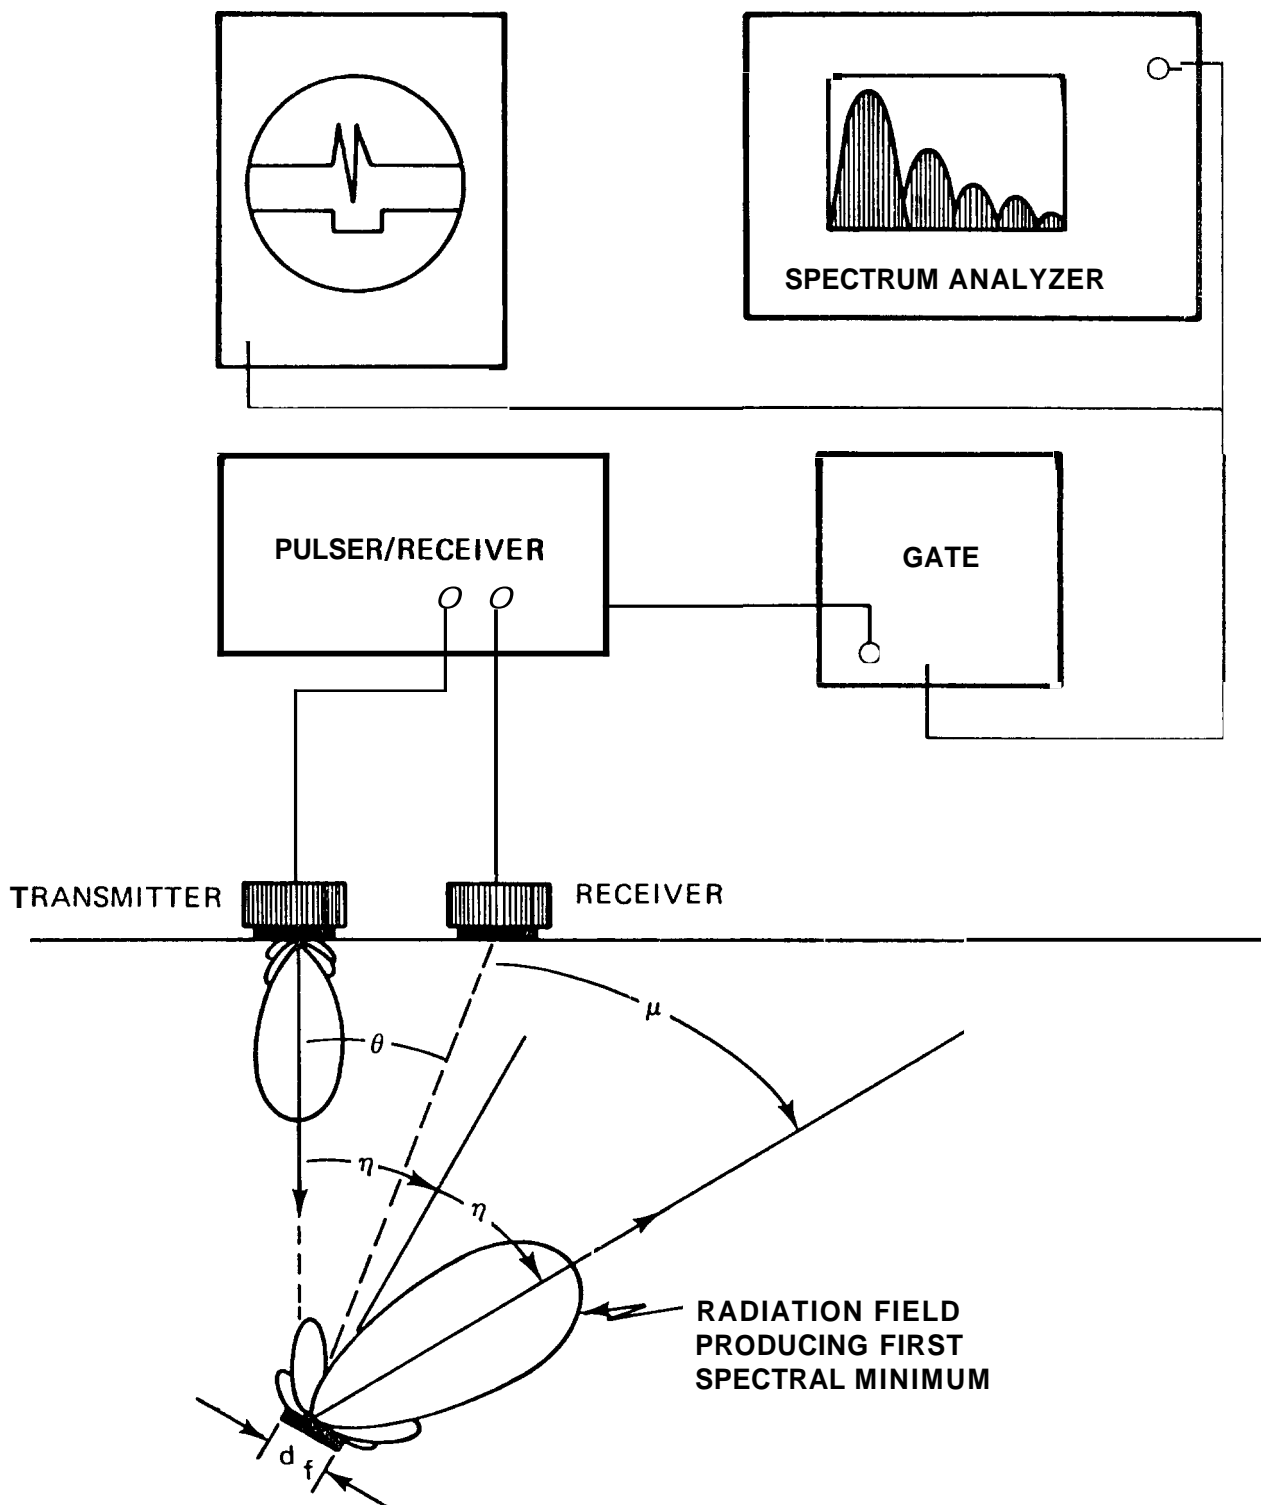 SPECTRUM ANALYZER
PULSER/RECEIVER
GATE
TRANSMITTER
RECEIVER
μ
θ
η
η
RADIATION FIELD
PRODUCING FIRST
SPECTRAL MINIMUM
d f